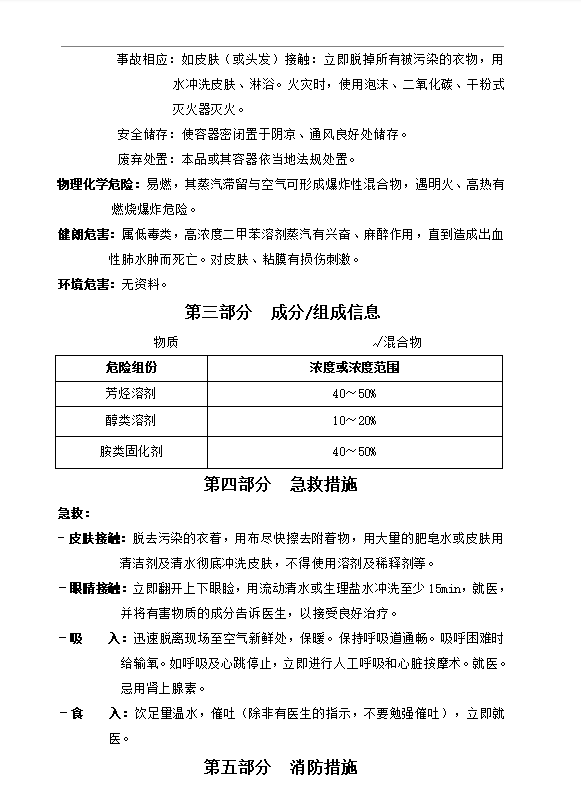 事故相应：如皮肤（或头发）接触：立即脱掉所有被污染的衣物，用
水冲洗皮肤、淋浴。火灾时，使用泡沫、二氧化碳、干粉式
灭火器灭火。
安全储存：使容器密闭置于阴凉、通风良好处储存。
废弃处置：本品或其容器依当地法规处置。
物理化学危险：易燃，其蒸汽滞留与空气可形成爆炸性混合物，遇明火、高热有
燃烧爆炸危险。
健朗危害：属低毒类，高浓度二甲苯溶剂蒸汽有兴奋、麻醉作用，直到造成出血
性肺水肿而死亡。对皮肤、粘膜有损伤刺激。
环境危害：无资料。
第三部分 成分/组成信息
物质 √混合物
危险组份 浓度或浓度范围
芳烃溶剂 40～50%
醇类溶剂 10～20%
胺类固化剂 40～50%
第四部分 急救措施
急救：
－皮肤接触：脱去污染的衣着，用布尽快擦去附着物，用大量的肥皂水或皮肤用
清洁剂及清水彻底冲洗皮肤，不得使用溶剂及稀释剂等。
－眼睛接触：立即翻开上下眼睑，用流动清水或生理盐水冲洗至少15min，就医，
并将有害物质的成分告诉医生，以接受良好治疗。
－吸 入：迅速脱离现场至空气新鲜处，保暖。保持呼吸道通畅。吸呼困难时
给输氧。如呼吸及心跳停止，立即进行人工呼吸和心脏按摩术。就医。
忌用肾上腺素。
－食 入：饮足量温水，催吐（除非有医生的指示，不要勉强催吐），立即就
医。
第五部分 消防措施